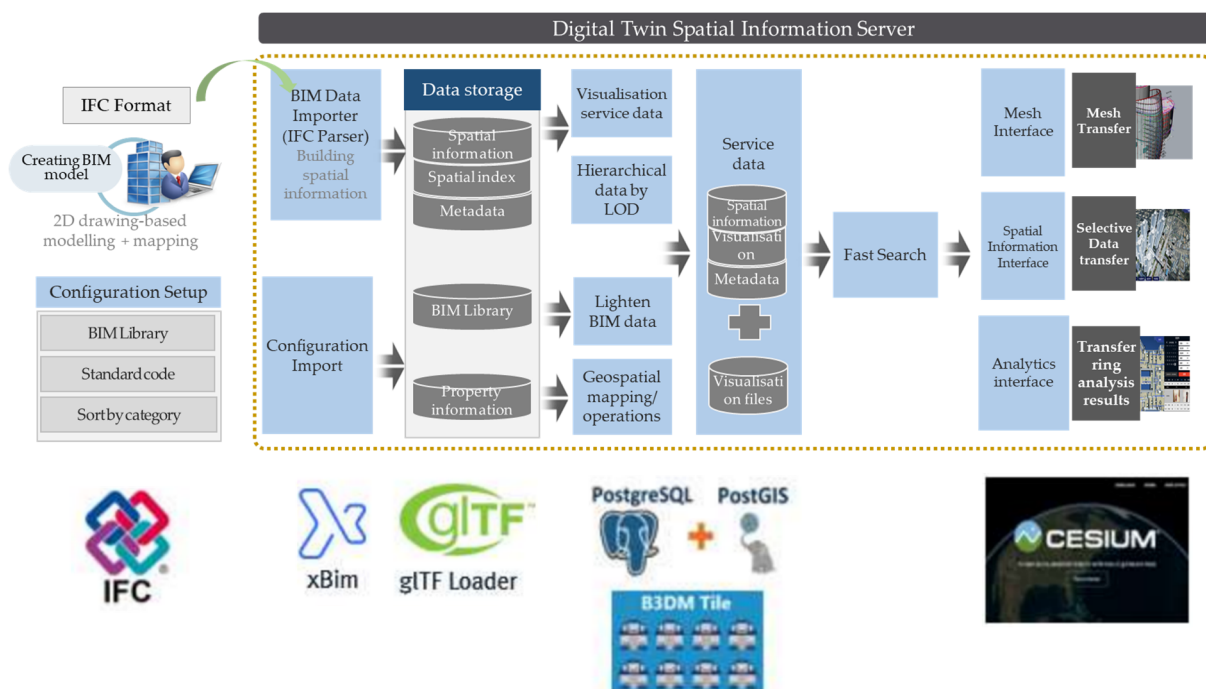 Digital Twin Spatial Information Server
IFC Format
Creating BIM
model
2D drawing-based
modelling + mapping
Configuration Setup
BIM Library
Standard code
Sort by category
BIM Data
Importer
(IFC Parser)
Building
spatial
information
Configuration
Import
Data storage
Spatial
information
Spatial index
Metadata
BIM Library
Property
information
Visualisation
service data
Hierarchical
data by
LOD
Lighten
BIM data
Geospatial
mapping/
operations
Service
data
Spatial
information
Visualisati
on
Metadata
Visualisati
on files
Fast Search
Mesh
Interface
Mesh
Transfer
Spatial
Information
Interface
Selective
Data
transfer
Analytics
interface
Transfer
ring
analysis
results
IFC
®
xBim
glTF
™
glTF Loader
PostgreSQL
PostGIS
+
B3DM Tile
CESIUM